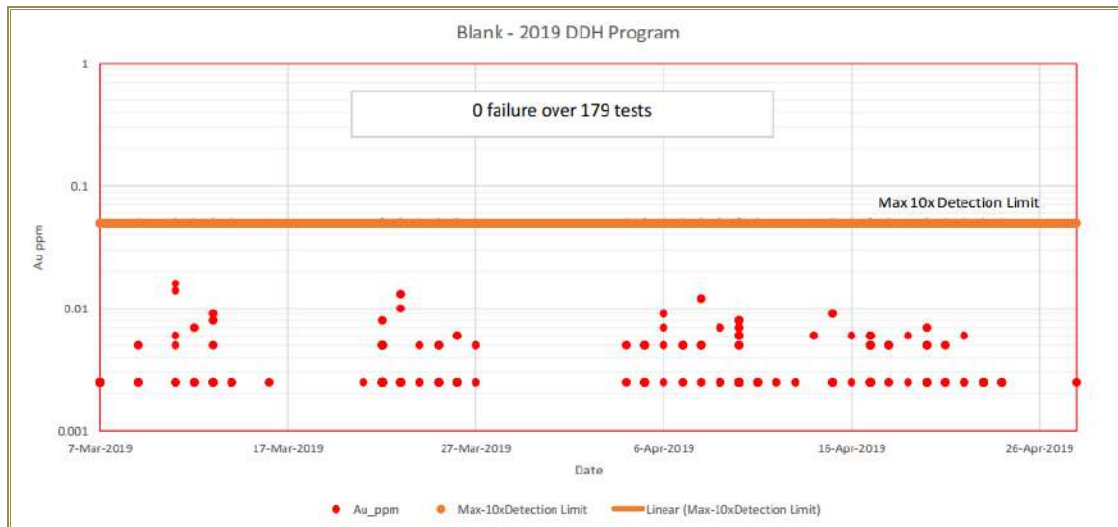 Blank - 2019 DDH Program
1
0 failure over 179 tests
0.1
Max 10x Detection Limit
Au ppm
0.01
0.001
7-Mar-2019 17-Mar-2019 27-Mar-2019 6-Apr-2019 16-Apr-2019 26-Apr-2019
Date
Au_ppm Max-10xDetection Limit Linear (Max-10xDetection Limit)